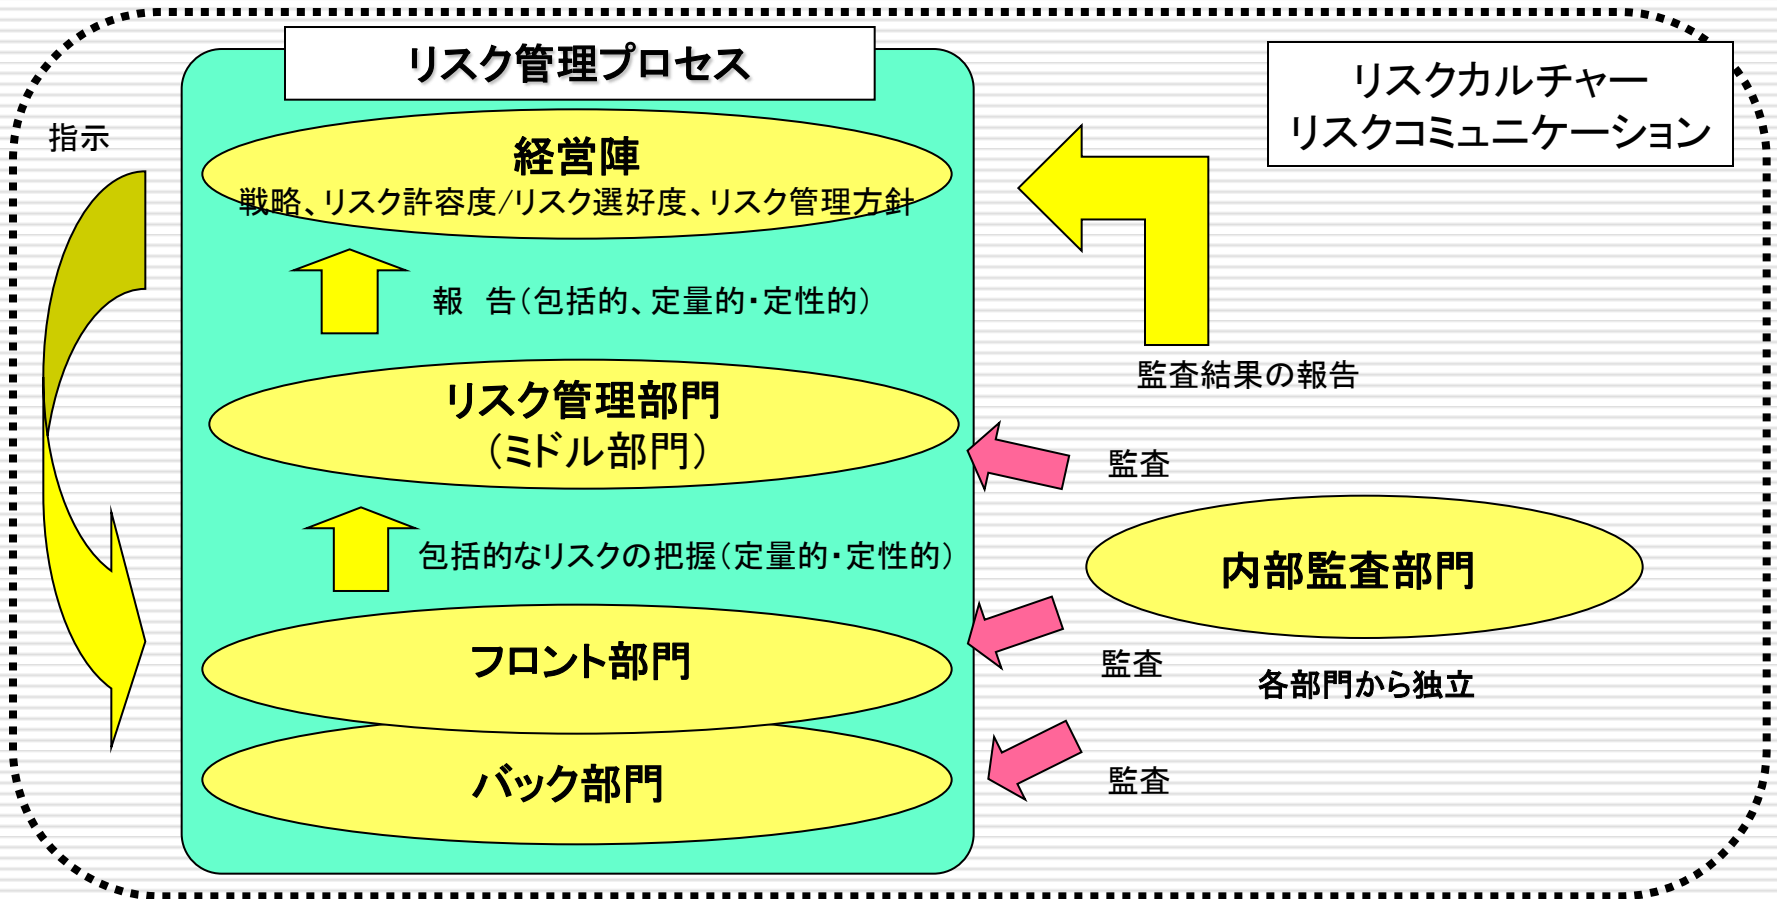 リスク管理プロセス
リスクカルチャー
リスクコミュニケーション
指示
経営陣
戦略、リスク許容度/リスク選好度、リスク管理方針
報　告（包括的、定量的・定性的）
監査結果の報告
リスク管理部門
（ミドル部門）
監査
包括的なリスクの把握（定量的・定性的）
内部監査部門
フロント部門
監査
各部門から独立
バック部門
監査